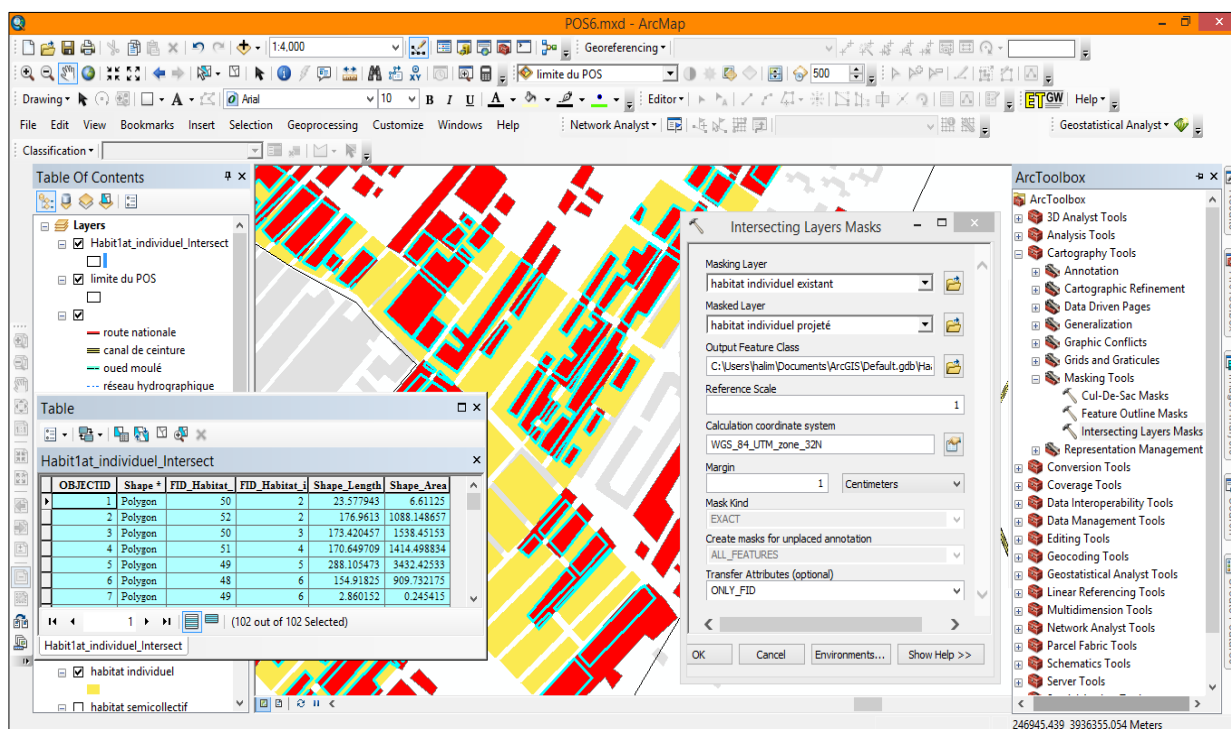 POS6.mxd - ArcMap
1:4,000
Georeferencing
limite du POS
500
Drawing
A
Arial
10
B I U A
Editor
ET GW
Help
File Edit View Bookmarks Insert Selection Geoprocessing Customize Windows Help
Network Analyst
Geostatistical Analyst
Classification
Table Of Contents
Layers
Habit1at_individuel_Intersect
limite du POS
route nationale
canal de ceinture
oued moulé
réseau hydrographique
Table
Habit1at_individuel_Intersect
OBJECTID Shape * FID_Habitat_ FID_Habitat_i Shape_Length Shape_Area
1 Polygon 50 2 23.577943 6.61125
2 Polygon 52 2 176.9613 1088.148657
3 Polygon 50 3 173.420457 1538.45153
4 Polygon 51 4 170.649709 1414.498834
5 Polygon 49 5 288.105473 3432.42533
6 Polygon 48 6 154.91825 909.732175
7 Polygon 49 6 2.860152 0.245415
1
(102 out of 102 Selected)
Habit1at_individuel_Intersect
habitat individuel
habitat semicollectif
Intersecting Layers Masks
Masking Layer
habitat individuel existant
Masked Layer
habitat individuel projeté
Output Feature Class
C:\Users\halim\Documents\ArcGIS\Default.gdb\Ha
Reference Scale
1
Calculation coordinate system
WGS_84_UTM_zone_32N
Margin
1 Centimeters
Mask Kind
EXACT
Create masks for unplaced annotation
ALL_FEATURES
Transfer Attributes (optional)
ONLY_FID
OK Cancel Environments... Show Help >>
ArcToolbox
ArcToolbox
3D Analyst Tools
Analysis Tools
Cartography Tools
Annotation
Cartographic Refinement
Data Driven Pages
Generalization
Graphic Conflicts
Grids and Graticules
Masking Tools
Cul-De-Sac Masks
Feature Outline Masks
Intersecting Layers Masks
Representation Management
Conversion Tools
Coverage Tools
Data Interoperability Tools
Data Management Tools
Editing Tools
Geocoding Tools
Geostatistical Analyst Tools
Linear Referencing Tools
Multidimension Tools
Network Analyst Tools
Parcel Fabric Tools
Schematics Tools
Server Tools
246945.439 3936355.054 Meters